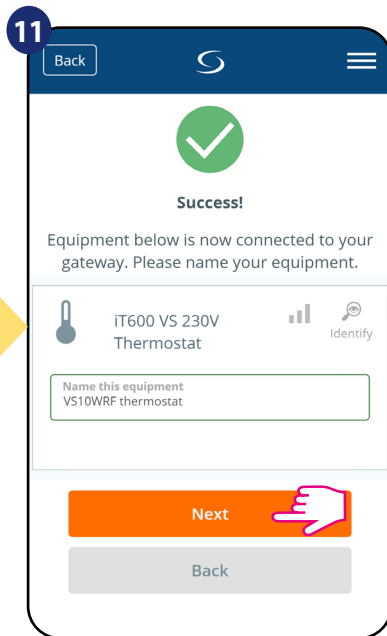 11
Back
Success!
Equipment below is now connected to your
gateway. Please name your equipment.
iT600 VS 230V
Thermostat
Identify
Name this equipment
VS10WRF thermostat
Next
Back